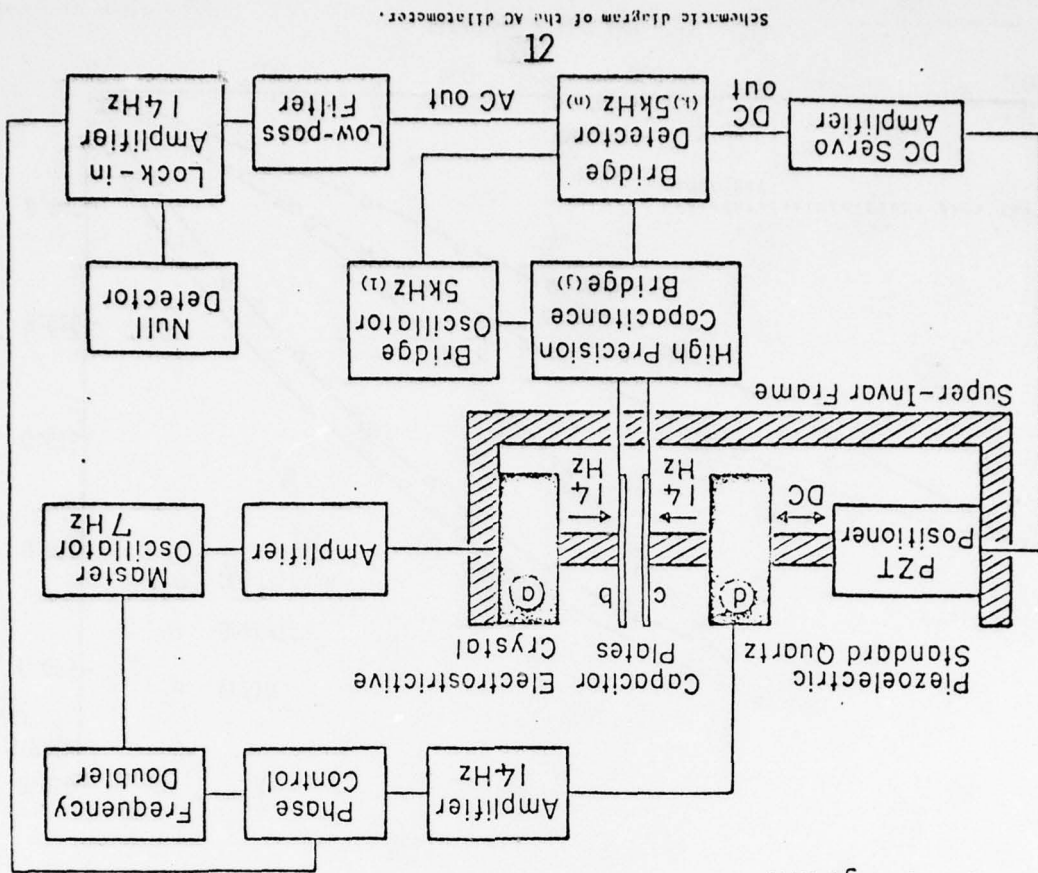 Frequency
Doubler
Phase
Control
Amplifier
14Hz
Electrostrictive
Crystal
Capacitor
Plates
Piezoelectric
Standard Quartz
Master
Oscillator
7Hz
Amplifier
a
b
c
d
PZT
Positioner
14
Hz
14
Hz
DC
Super-Invar Frame
Null
Detector
Bridge
Oscillator
5kHz (1)
High Precision
Capacitance
Bridge (j)
Lock-in
Amplifier
14Hz
Low-pass
Filter
AC out
Bridge
Detector
5kHz (n)
DC
out
DC Servo
Amplifier
12
Schematic diagram of the AC dilatometer.